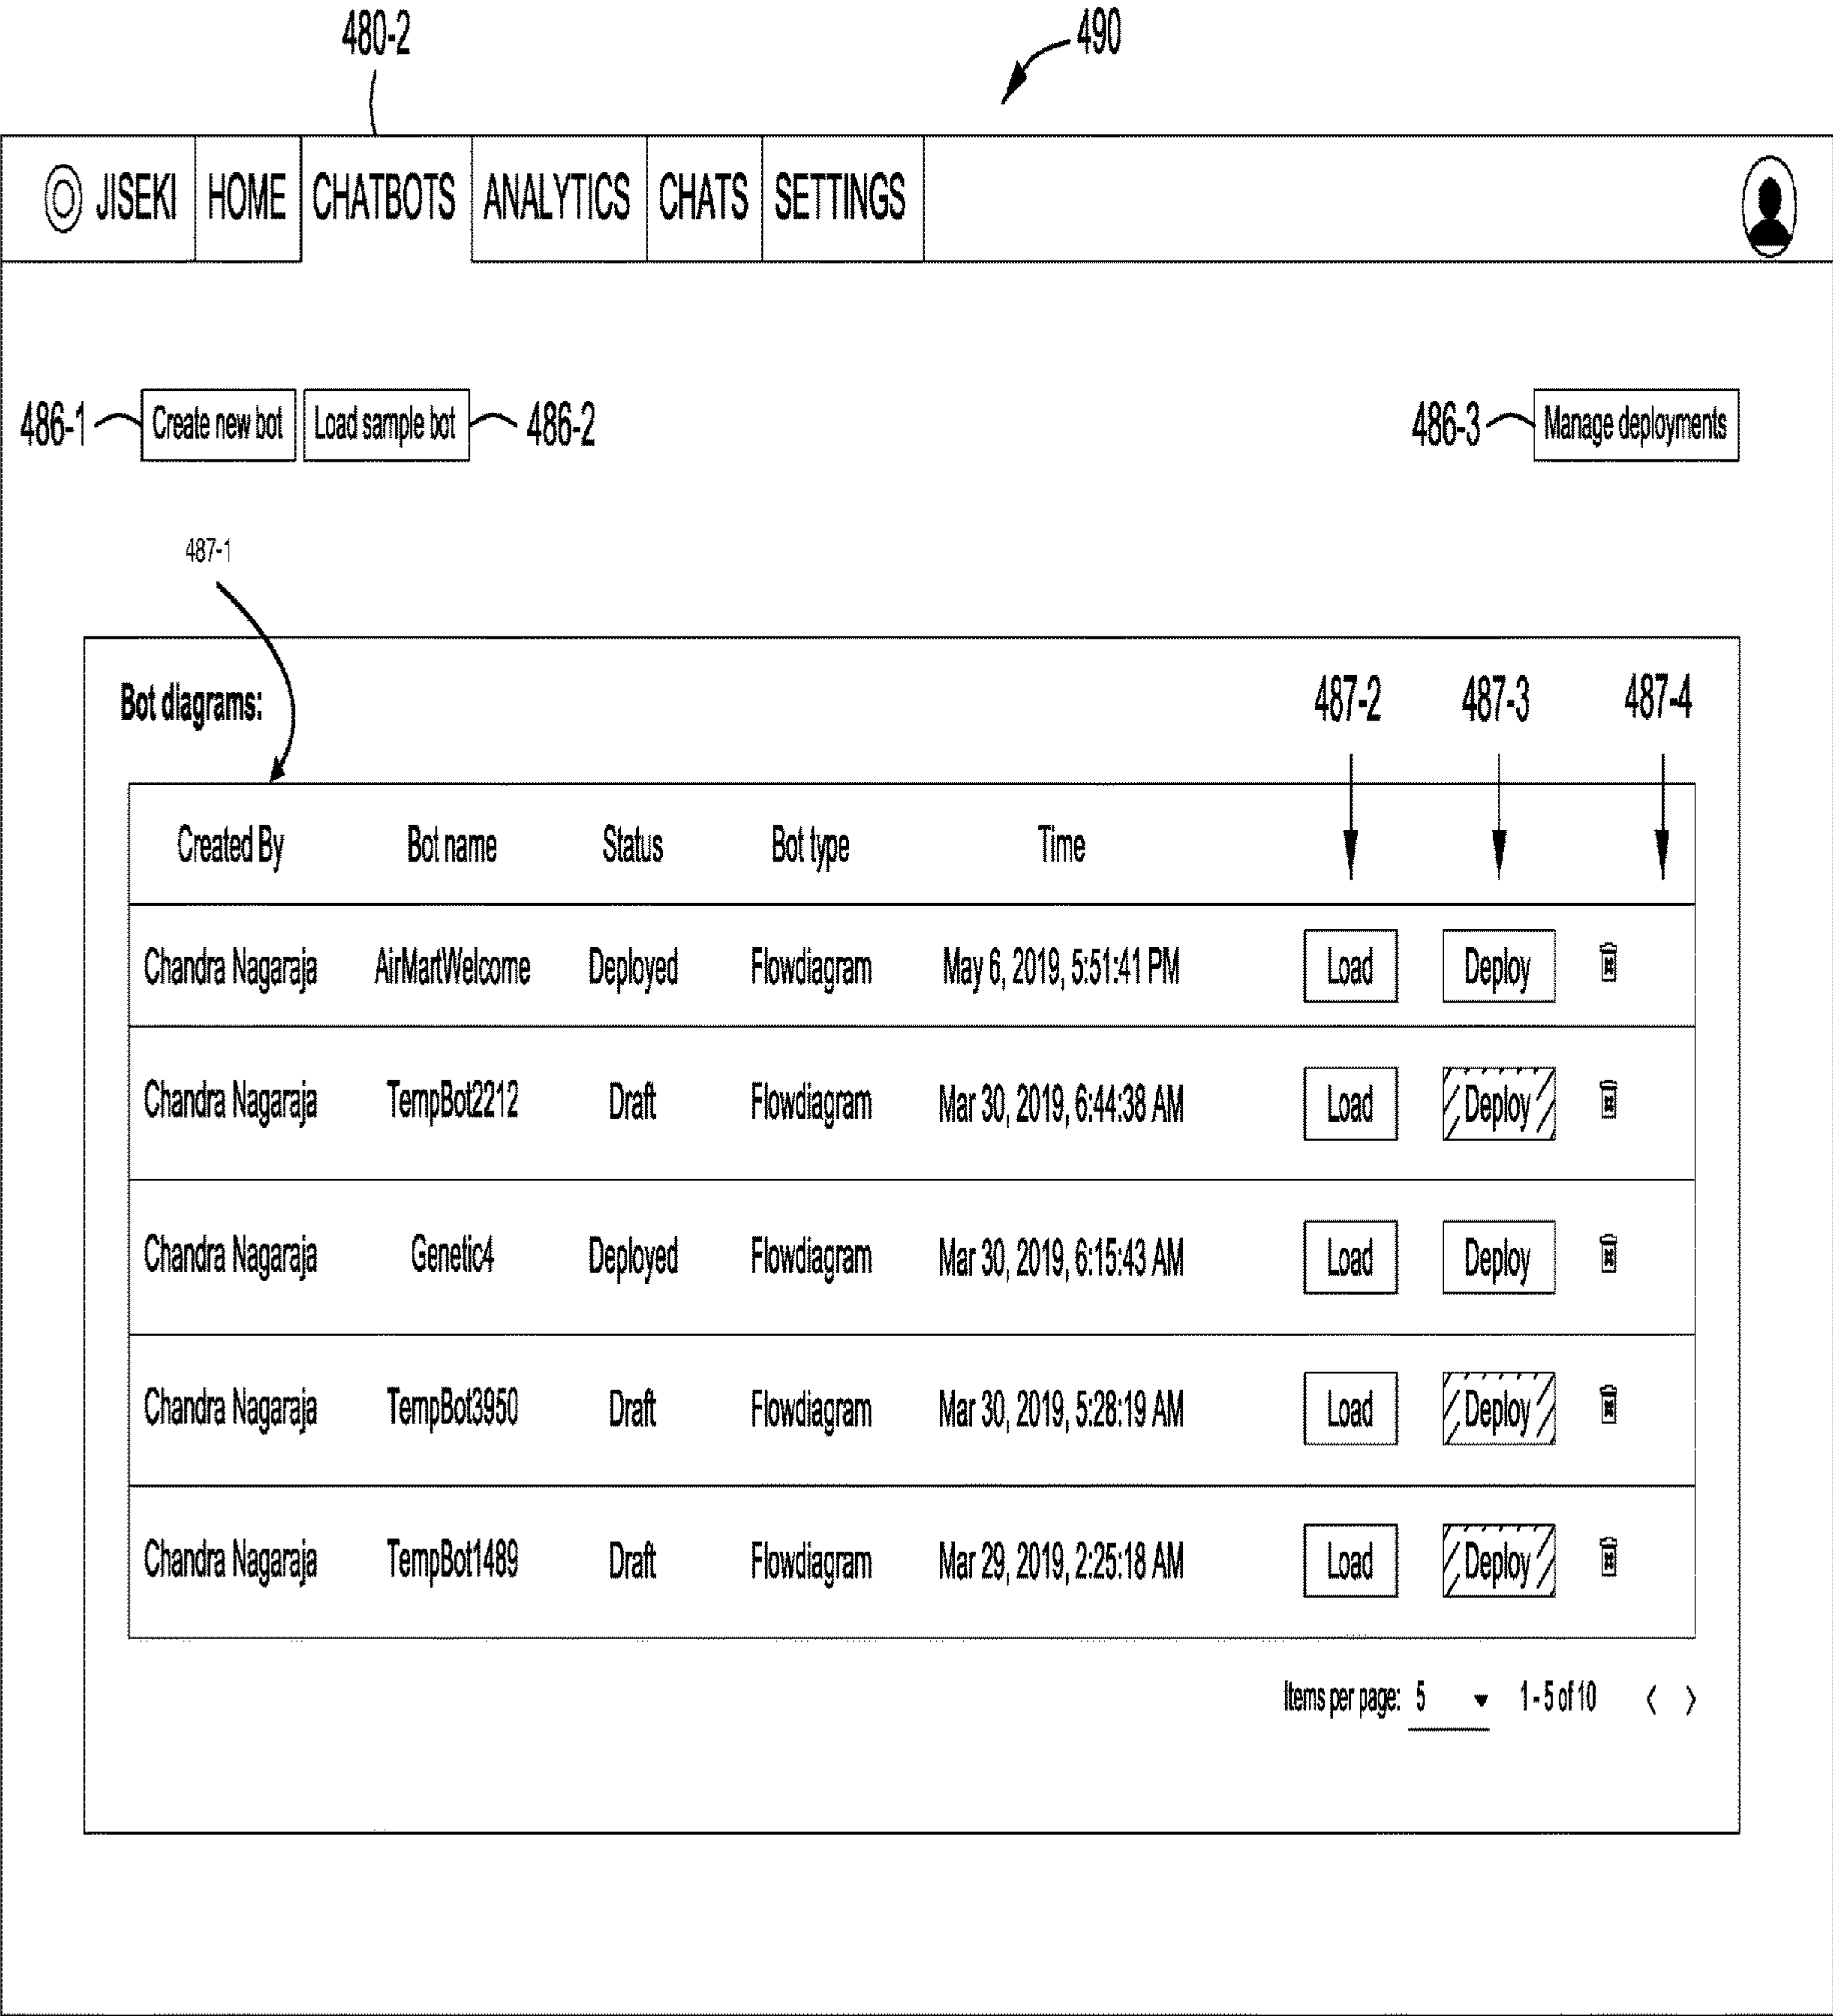 480-2
490
JISEKI HOME CHATBOTS ANALYTICS CHATS SETTINGS
486-1 Create new bot Load sample bot 486-2 486-3 Manage deployments
487-1
Bot diagrams: 487-2 487-3 487-4
Created By Bot name Status Bot type Time
Chandra Nagaraja AirMartWelcome Deployed Flowdiagram May 6, 2019, 5:51:41 PM Load Deploy
Chandra Nagaraja TempBot2212 Draft Flowdiagram Mar 30, 2019, 6:44:38 AM Load Deploy
Chandra Nagaraja Genetic4 Deployed Flowdiagram Mar 30, 2019, 6:15:43 AM Load Deploy
Chandra Nagaraja TempBot3950 Draft Flowdiagram Mar 30, 2019, 5:28:19 AM Load Deploy
Chandra Nagaraja TempBot1489 Draft Flowdiagram Mar 29, 2019, 2:25:18 AM Load Deploy
Items per page: 5 1 - 5 of 10 < >